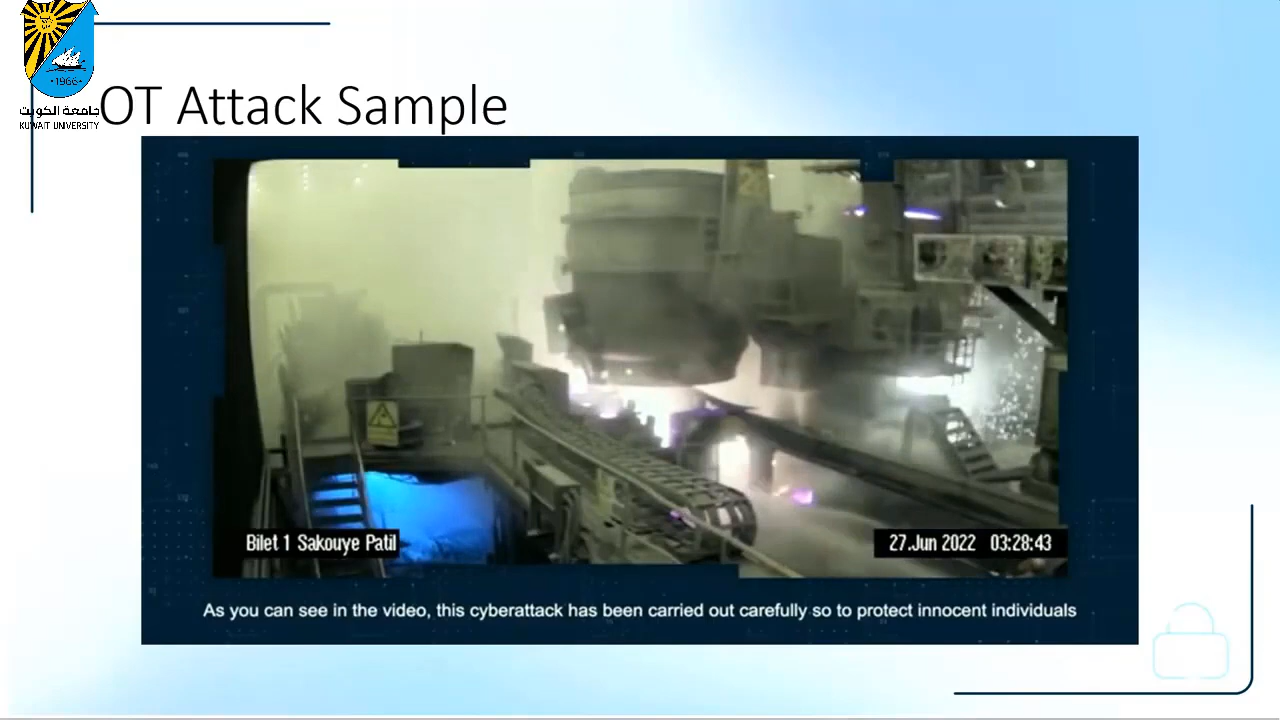 ·1966·
جامعة الكويت
KUWAIT UNIVERSITY
OT Attack Sample
Bilet 1 Sakouye Patil
27.Jun 2022 03:28:43
As you can see in the video, this cyberattack has been carried out carefully so to protect innocent individuals